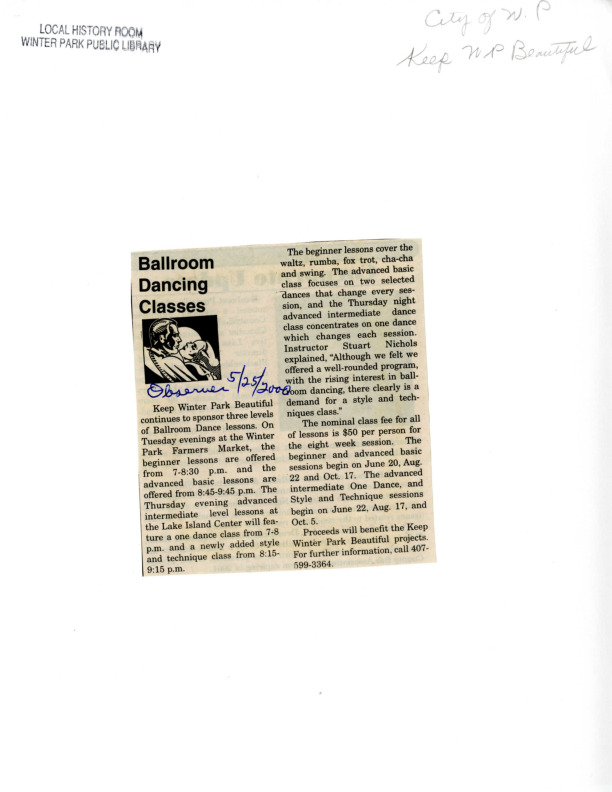 LOCAL HISTORY ROOM
WINTER PARK PUBLIC LIBRARY
City of W. P
Keep WP Beautiful
Ballroom
Dancing
Classes
Observer 5/25/2000
Keep Winter Park Beautiful
continues to sponsor three levels
of Ballroom Dance lessons. On
Tuesday evenings at the Winter
Park Farmers Market, the
beginner lessons are offered
from 7-8:30 p.m. and the
advanced basic lessons are
offered from 8:45-9:45 p.m. The
Thursday evening advanced
intermediate level lessons at
the Lake Island Center will fea-
ture a one dance class from 7-8
p.m. and a newly added style
and technique class from 8:15-
9:15 p.m.
The beginner lessons cover the
waltz, rumba, fox trot, cha-cha
and swing. The advanced basic
class focuses on two selected
dances that change every ses-
sion, and the Thursday night
advanced intermediate dance
class concentrates on one dance
which changes each session.
Instructor Stuart Nichols
explained, "Although we felt we
offered a well-rounded program,
with the rising interest in ball-
room dancing, there clearly is a
demand for a style and tech-
niques class."
The nominal class fee for all
of lessons is $50 per person for
the eight week session. The
beginner and advanced basic
sessions begin on June 20, Aug.
22 and Oct. 17. The advanced
intermediate One Dance, and
Style and Technique sessions
begin on June 22, Aug. 17, and
Oct. 5.
Proceeds will benefit the Keep
Winter Park Beautiful projects.
For further information, call 407-
599-3364.